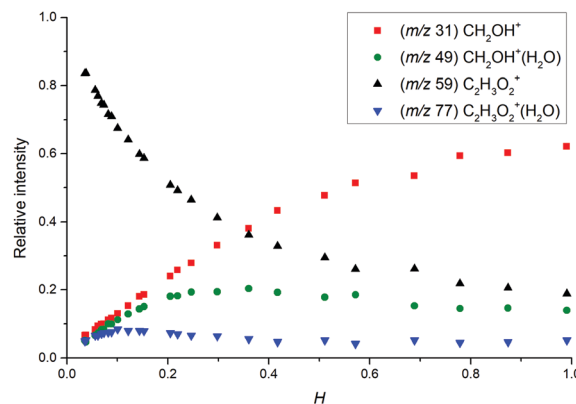 1.0
0.8
0.6
0.4
0.2
0.0
Relative intensity
(m/z 31) CH₂OH⁺
(m/z 49) CH₂OH⁺(H₂O)
(m/z 59) C₂H₃O₂⁺
(m/z 77) C₂H₃O₂⁺(H₂O)
0.0 0.2 0.4 0.6 0.8 1.0
H